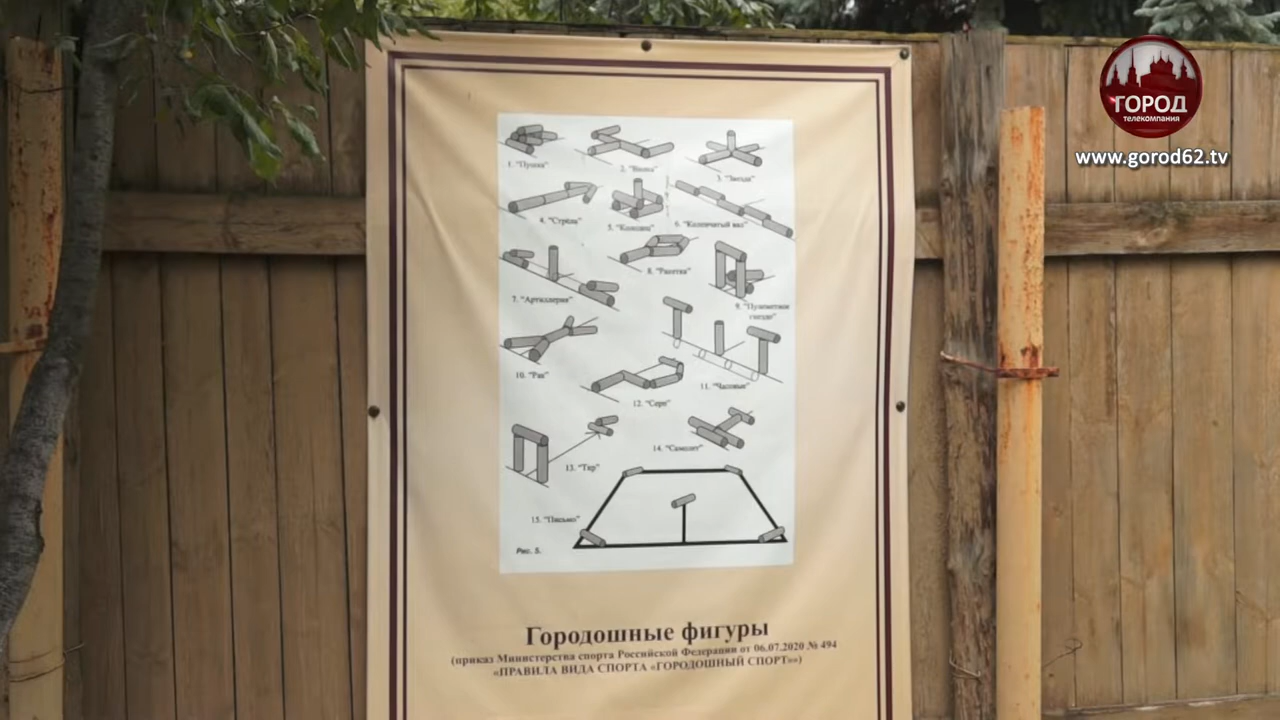 ГОРОД
телекомпания
www.gorod62.tv
1. "Пушка"
2. "Вилка"
3. "Звезда"
4. "Стрела"
5. "Колодец"
6. "Коленчатый вал"
7. "Артиллерия"
8. "Ракетка"
9. "Пулеметное
гнездо"
10. "Рак"
11. "Часовые"
12. "Серп"
13. "Тир"
14. "Самолет"
15. "Письмо"
Рис. 5.
Городошные фигуры
(приказ Министерства спорта Российской Федерации от 06.07.2020 № 494
«ПРАВИЛА ВИДА СПОРТА «ГОРОДОШНЫЙ СПОРТ»»)